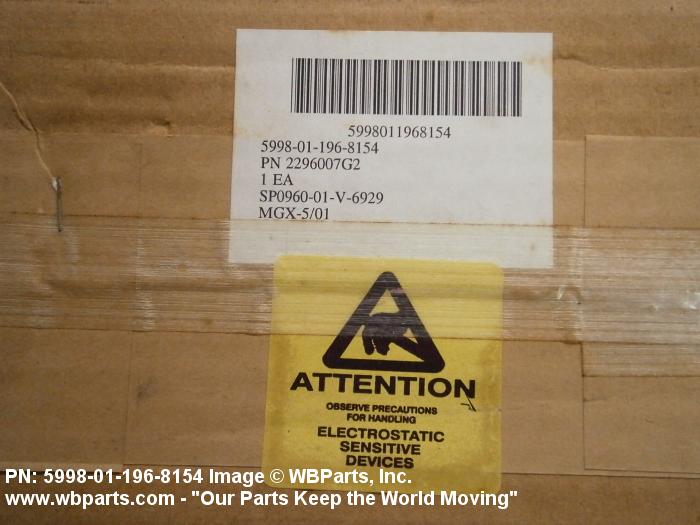 5998011968154
5998-01-196-8154
PN 2296007G2
1 EA
SP0960-01-V-6929
MGX-5/01
ATTENTION
OBSERVE PRECAUTIONS
FOR HANDLING
ELECTROSTATIC
SENSITIVE
DEVICES
PN: 5998-01-196-8154 Image © WBParts, Inc.
www.wbparts.com - "Our Parts Keep the World Moving"